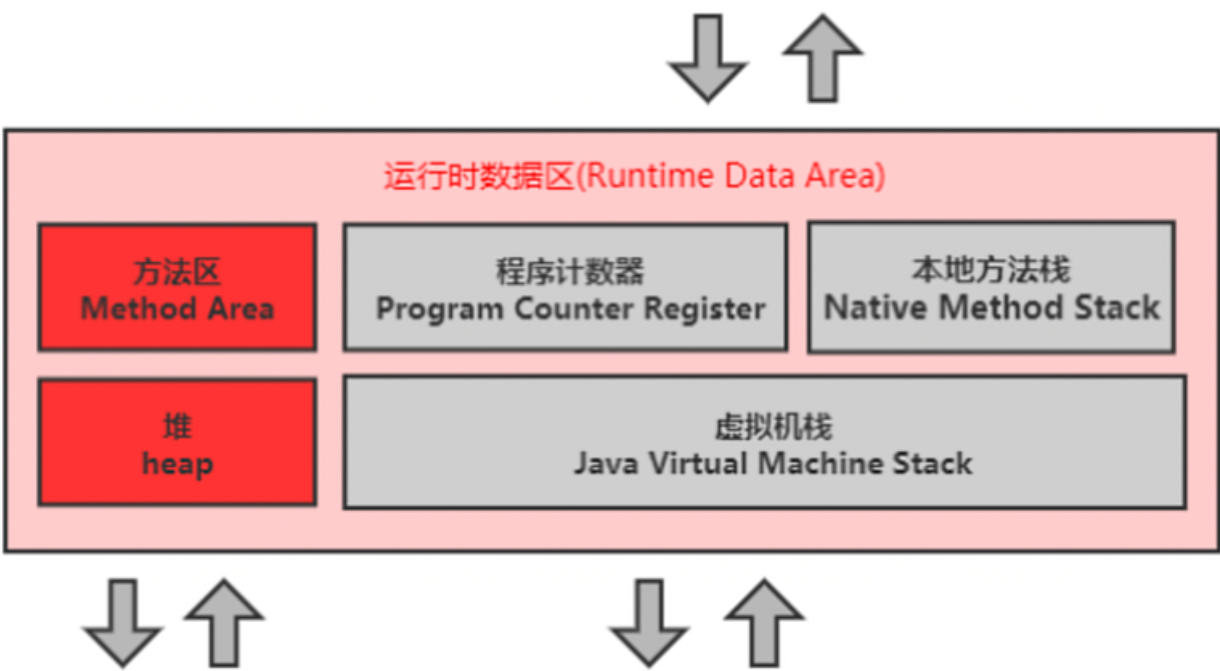 运行时数据区(Runtime Data Area)
方法区
Method Area
程序计数器
Program Counter Register
本地方法栈
Native Method Stack
堆
heap
虚拟机栈
Java Virtual Machine Stack